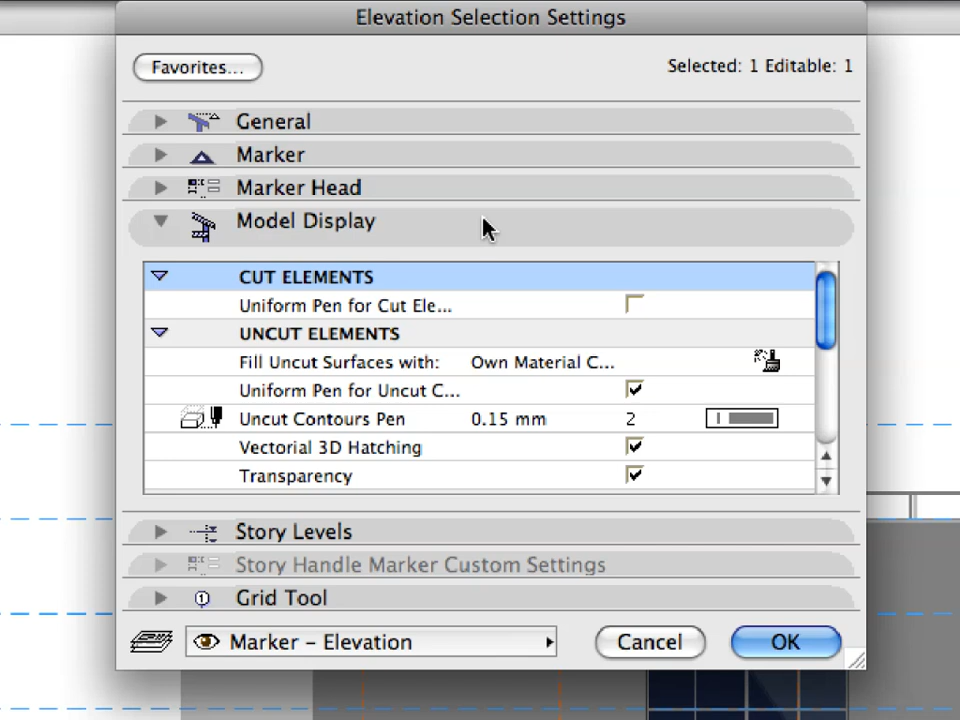 Elevation Selection Settings
Favorites...
Selected: 1 Editable: 1
General
Marker
Marker Head
Model Display
CUT ELEMENTS
Uniform Pen for Cut Ele...
UNCUT ELEMENTS
Fill Uncut Surfaces with: Own Material C...
Uniform Pen for Uncut C...
Uncut Contours Pen 0.15 mm 2
Vectorial 3D Hatching
Transparency
Story Levels
Story Handle Marker Custom Settings
1 Grid Tool
Marker - Elevation Cancel OK